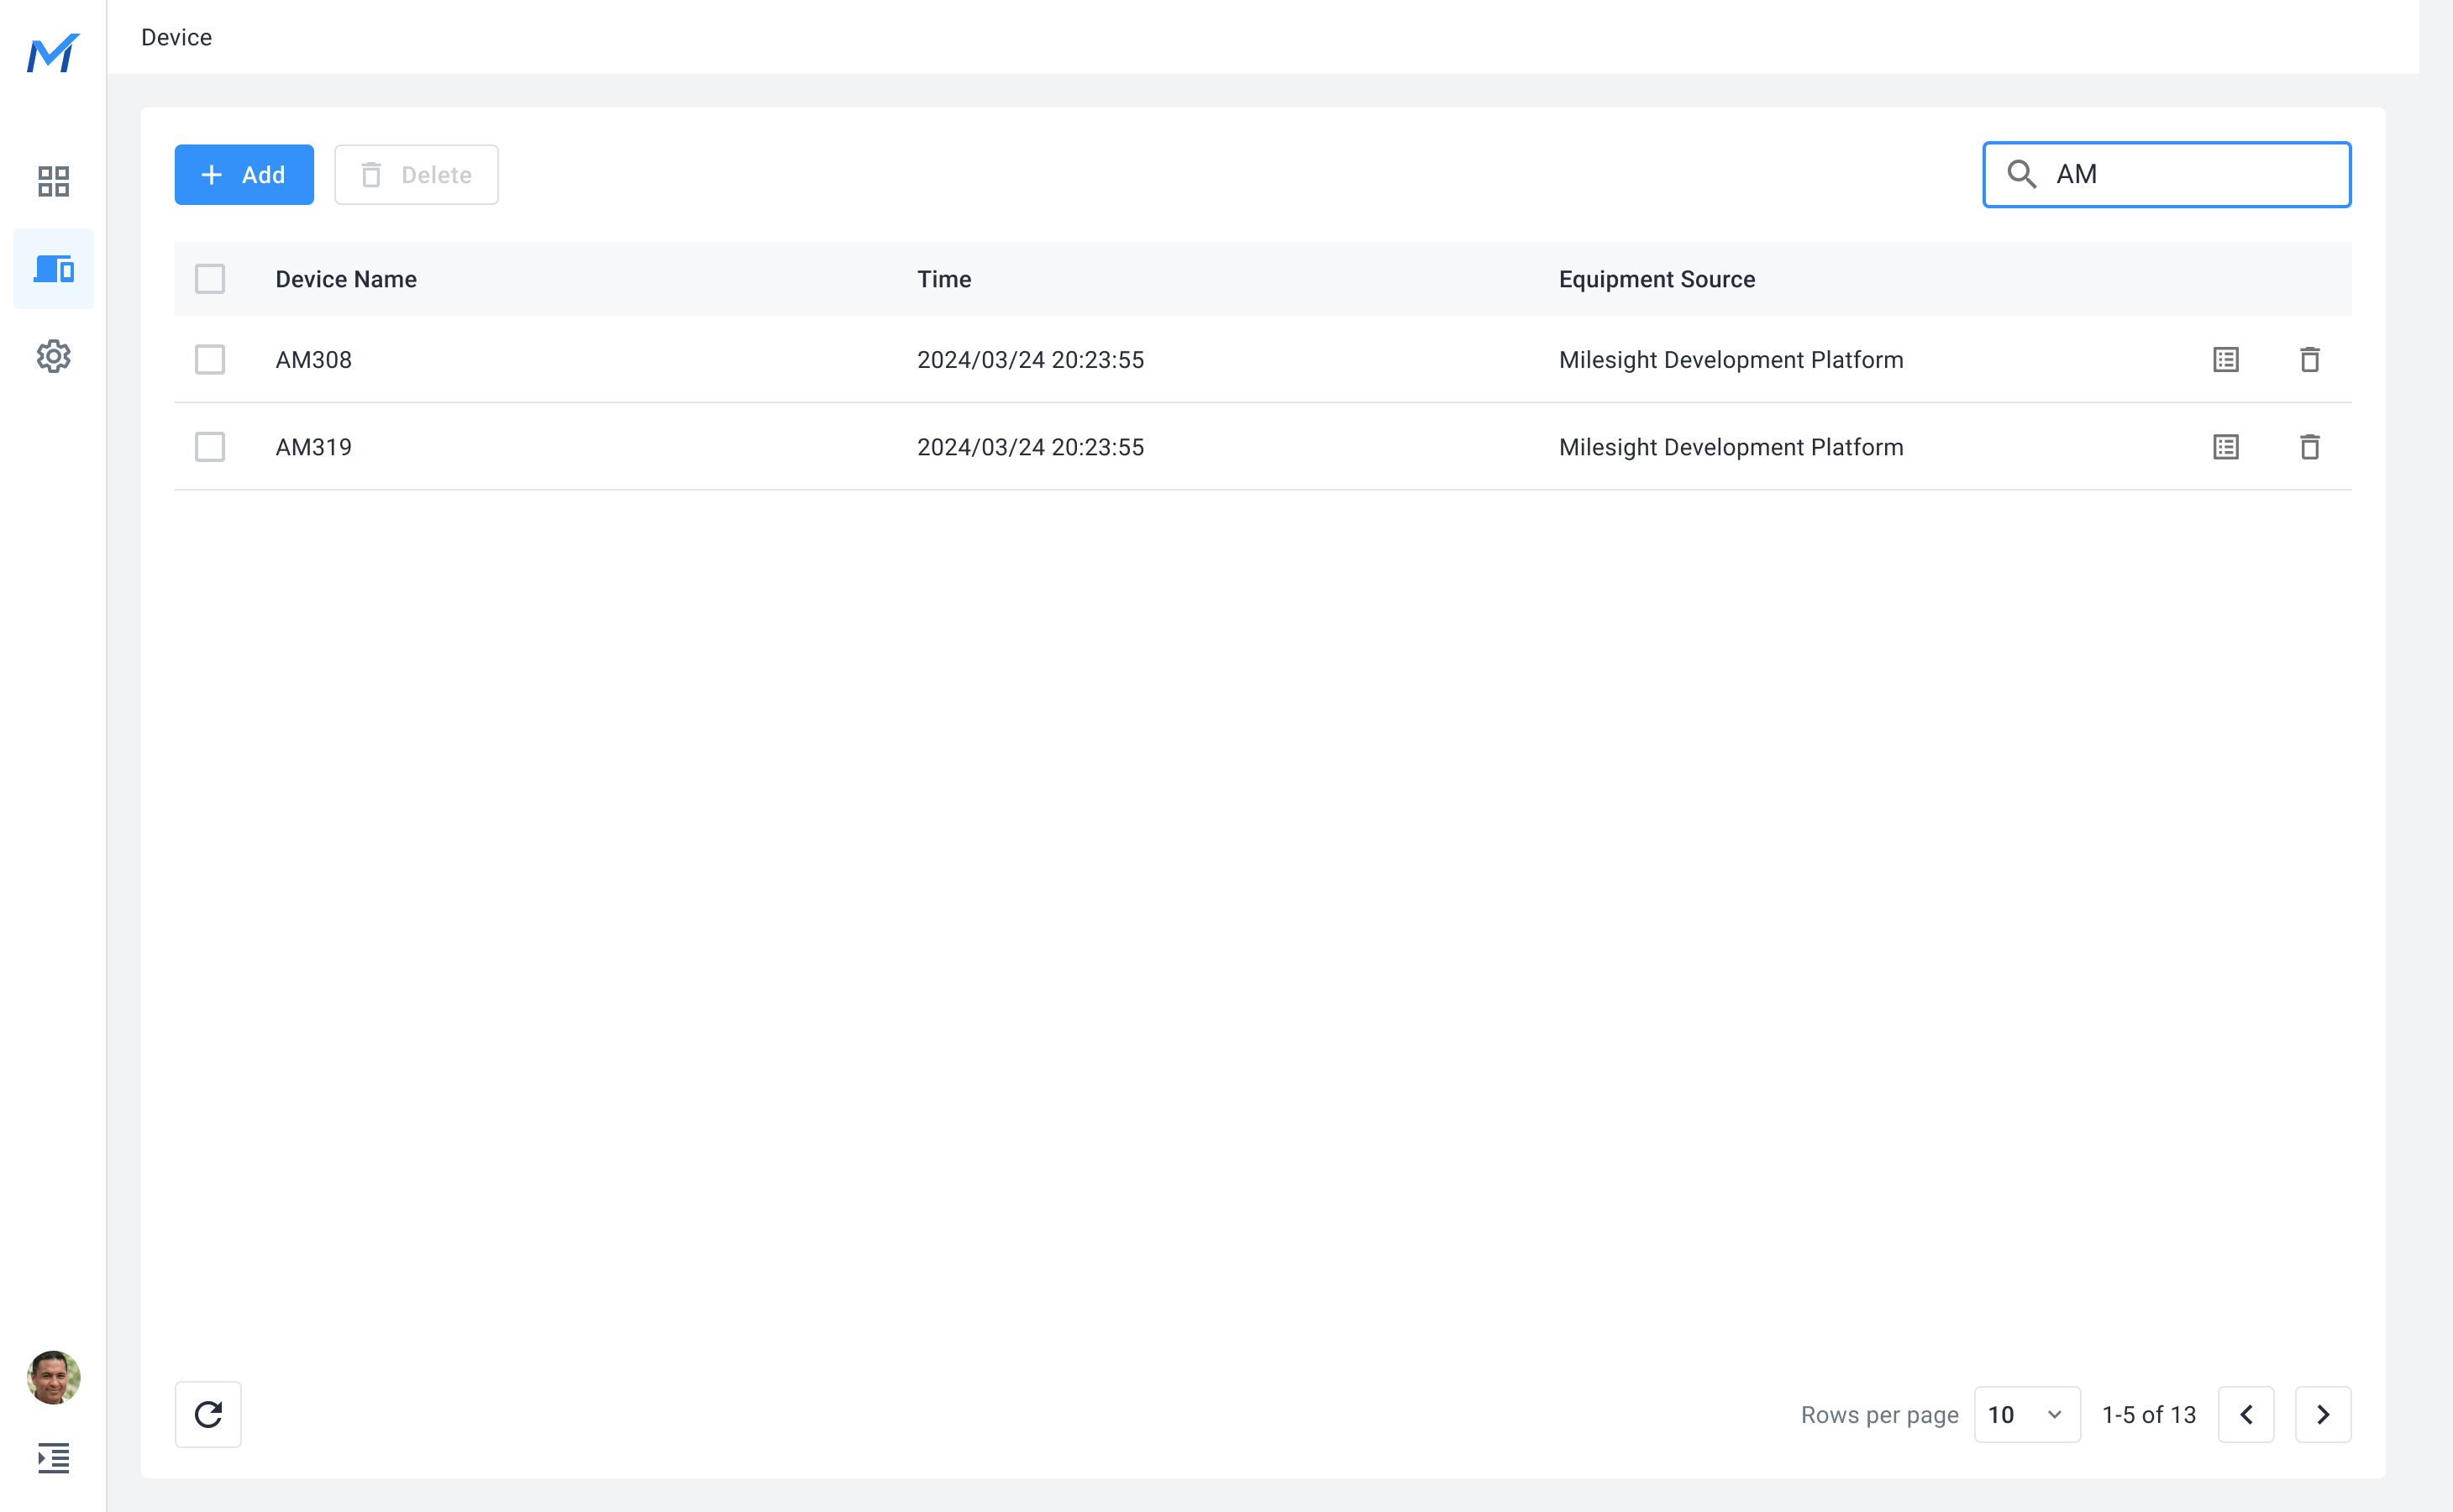 Device
Add
Delete
AM
Device Name Time Equipment Source
AM308 2024/03/24 20:23:55 Milesight Development Platform
AM319 2024/03/24 20:23:55 Milesight Development Platform
Rows per page 10 1-5 of 13